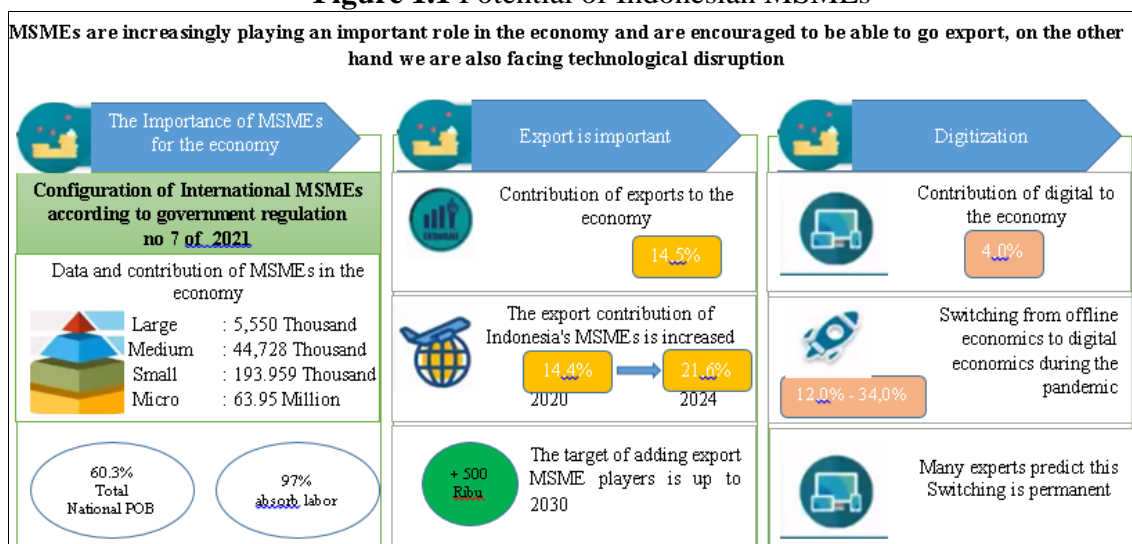 Figure 1.1 Potential of Indonesian MSMEs
MSMEs are increasingly playing an important role in the economy and are encouraged to be able to go export, on the other
hand we are also facing technological disruption
The Importance of MSMEs
for the economy
Configuration of International MSMEs
according to government regulation
no 7 of 2021
Data and contribution of MSMEs in the
economy
Large : 5,550 Thousand
Medium : 44,728 Thousand
Small : 193.959 Thousand
Micro : 63.95 Million
60.3%
Total
National POB
97%
absorb labor
Export is important
Contribution of exports to the
economy
14.5%
The export contribution of
Indonesia's MSMEs is increased
14.4% 21.6%
2020 2024
+ 500
Ribu
The target of adding export
MSME players is up to
2030
Digitization
Contribution of digital to
the economy
4.0%
Switching from offline
economics to digital
economics during the
pandemic
12.0% - 34,0%
Many experts predict this
Switching is permanent